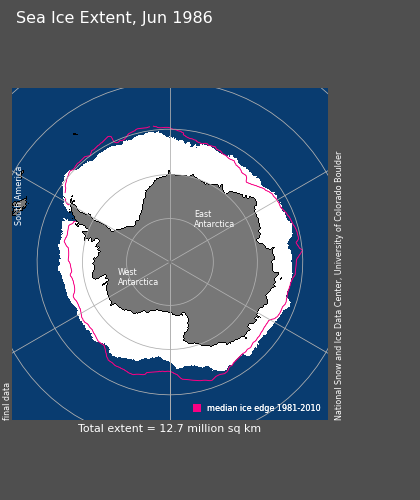 Sea Ice Extent, Jun 1986
South America
East
Antarctica
West
Antarctica
National Snow and Ice Data Center, University of Colorado Boulder
final data
median ice edge 1981-2010
Total extent = 12.7 million sq km